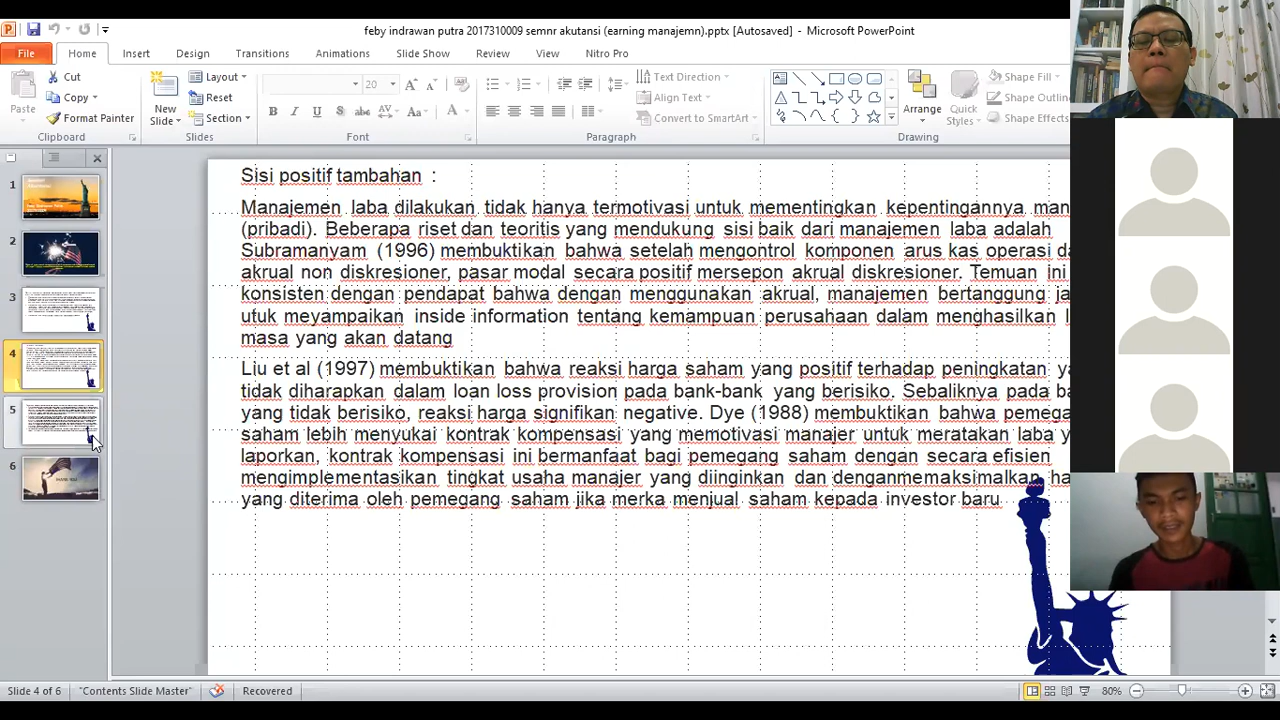 feby indrawan putra 2017310009 semnr akutansi (earning manajemn).pptx [Autosaved] - Microsoft PowerPoint
File Home Insert Design Transitions Animations Slide Show Review View Nitro Pro
Paste
Cut
Copy
Format Painter
Clipboard
New Slide
Layout
Reset
Section
Slides
20
Font
Text Direction
Align Text
Convert to SmartArt
Paragraph
Arrange
Quick Styles
Shape Fill
Shape Outlin
Shape Effects
Drawing
1
2
3
4
5
6
THANK YOU
Sisi positif tambahan :
Manajemen laba dilakukan tidak hanya termotivasi untuk mementingkan kepentingannya man
(pribadi). Beberapa riset dan teoritis yang mendukung sisi baik dari manajemen laba adalah
Subramanyam (1996) membuktikan bahwa setelah mengontrol komponen arus kas operasi da
akrual non diskresioner, pasar modal secara positif mersepon akrual diskresioner. Temuan ini
konsisten dengan pendapat bahwa dengan menggunakan akrual, manajemen bertanggung ja
utuk meyampaikan inside information tentang kemampuan perusahaan dalam menghasilkan l
masa yang akan datang
Liu et al (1997) membuktikan bahwa reaksi harga saham yang positif terhadap peningkatan ya
tidak diharapkan dalam loan loss provision pada bank-bank yang berisiko. Sebaliknya pada ba
yang tidak berisiko, reaksi harga signifikan negative. Dye (1988) membuktikan bahwa pemega
saham lebih menyukai kontrak kompensasi yang memotivasi manajer untuk meratakan laba y
laporkan, kontrak kompensasi ini bermanfaat bagi pemegang saham dengan secara efisien
mengimplementasikan tingkat usaha manajer yang diinginkan dan denganmemaksimalkan ha
yang diterima oleh pemegang saham jika merka menjual saham kepada investor baru
Slide 4 of 6 "Contents Slide Master" Recovered 80%